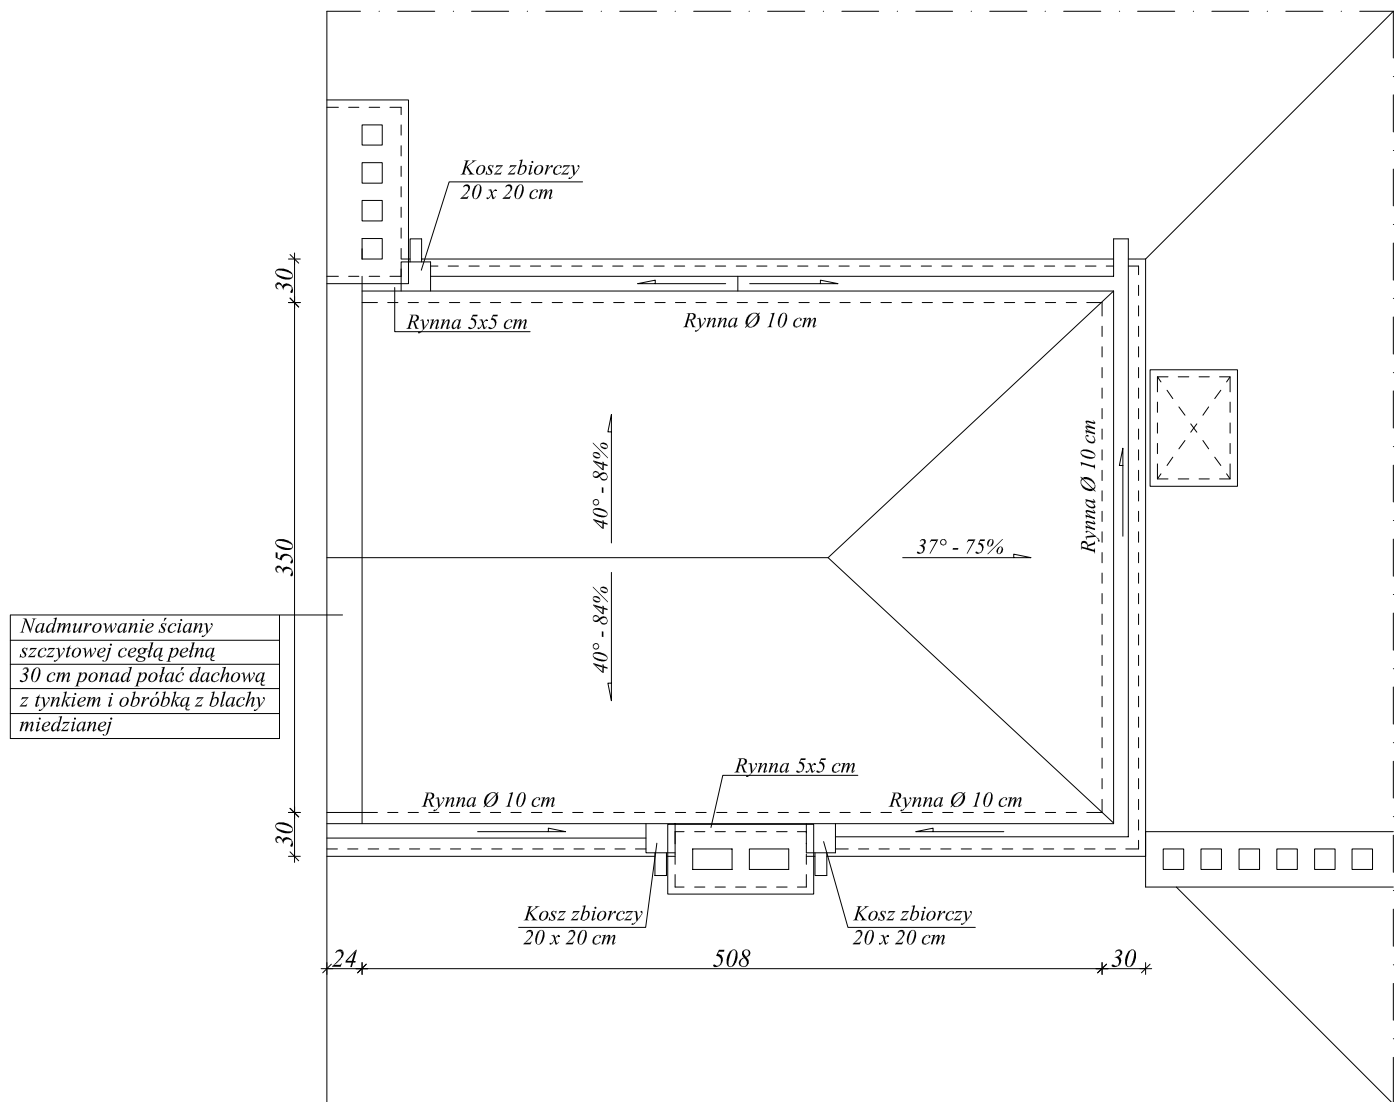 Kosz zbiorczy
20 x 20 cm
30
Rynna 5x5 cm
Rynna Ø 10 cm
40° - 84%
Rynna Ø 10 cm
350
37° - 75%
40° - 84%
Nadmurowanie ściany
szczytowej cegłą pełną
30 cm ponad połać dachową
z tynkiem i obróbką z blachy
miedzianej
Rynna 5x5 cm
Rynna Ø 10 cm
Rynna Ø 10 cm
30
Kosz zbiorczy
20 x 20 cm
Kosz zbiorczy
20 x 20 cm
24
508
30